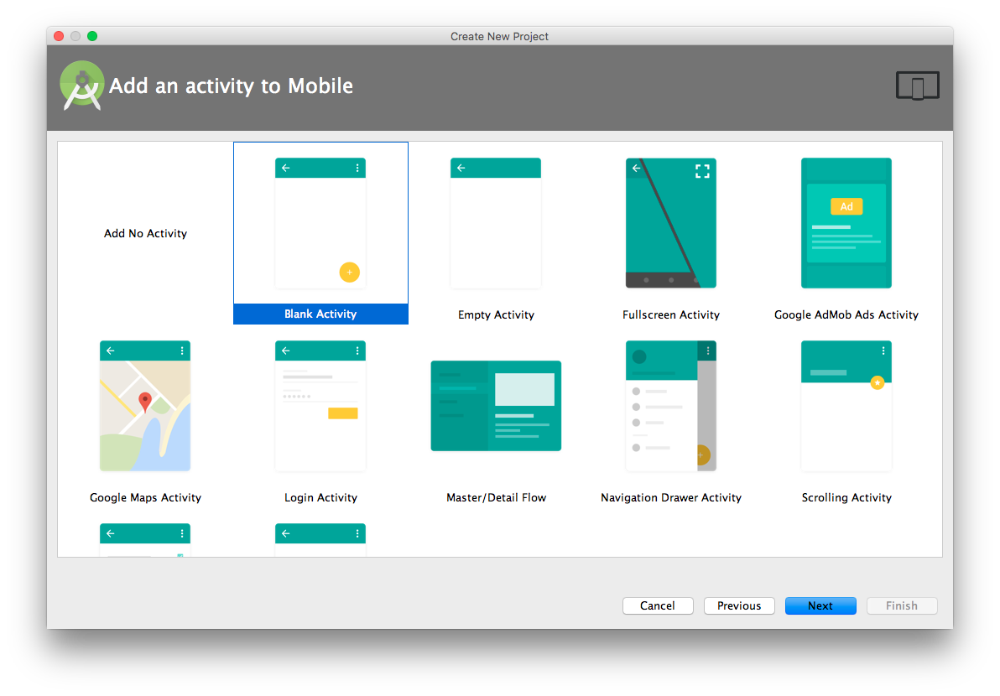 Create New Project
Add an activity to Mobile
Add No Activity
Blank Activity
Empty Activity
Fullscreen Activity
Ad
Google AdMob Ads Activity
Google Maps Activity
Login Activity
Master/Detail Flow
Navigation Drawer Activity
Scrolling Activity
Cancel
Previous
Next
Finish